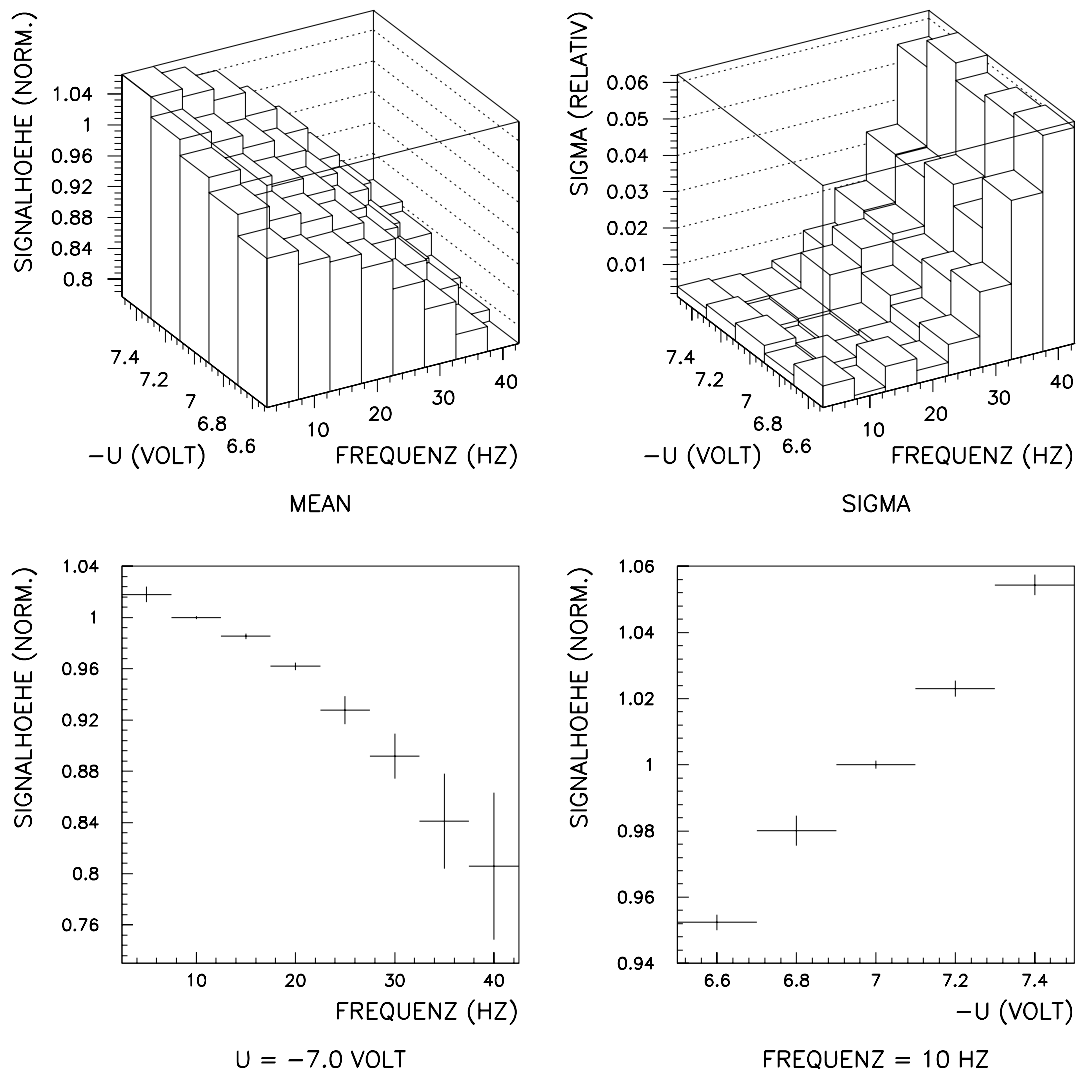 SIGNALHOEHE (NORM.)
1.04
1
0.96
0.92
0.88
0.84
0.8
7.4
7.2
7
6.8
6.6
−U (VOLT)
10
20
30
40
FREQUENZ (HZ)
MEAN
SIGMA (RELATIV)
0.06
0.05
0.04
0.03
0.02
0.01
7.4
7.2
7
6.8
6.6
−U (VOLT)
10
20
30
40
FREQUENZ (HZ)
SIGMA
SIGNALHOEHE (NORM.)
1.04
1
0.96
0.92
0.88
0.84
0.8
0.76
10 20 30 40
FREQUENZ (HZ)
U = −7.0 VOLT
SIGNALHOEHE (NORM.)
1.06
1.04
1.02
1
0.98
0.96
0.94
6.6 6.8 7 7.2 7.4
−U (VOLT)
FREQUENZ = 10 HZ